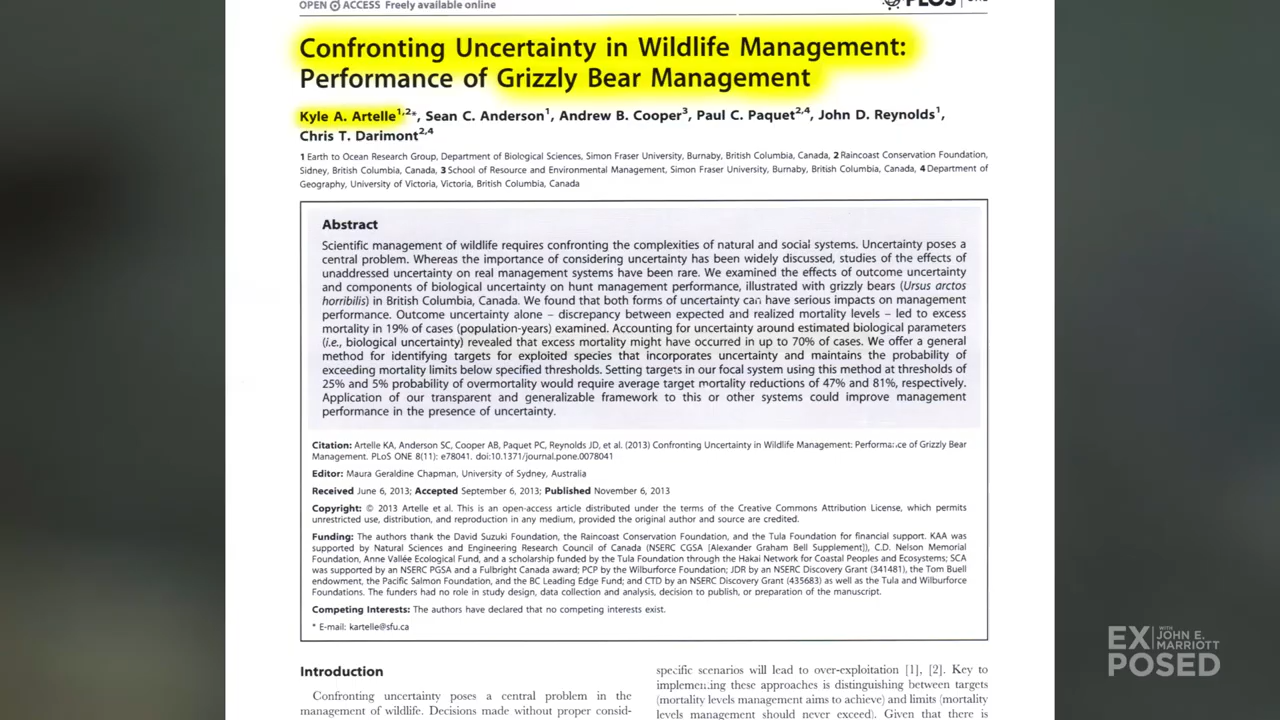 OPEN ACCESS Freely available online
PLOS
Confronting Uncertainty in Wildlife Management:
Performance of Grizzly Bear Management
Kyle A. Artelle1,2*, Sean C. Anderson1, Andrew B. Cooper3, Paul C. Paquet2,4, John D. Reynolds1,
Chris T. Darimont2,4
1 Earth to Ocean Research Group, Department of Biological Sciences, Simon Fraser University, Burnaby, British Columbia, Canada, 2 Raincoast Conservation Foundation,
Sidney, British Columbia, Canada, 3 School of Resource and Environmental Management, Simon Fraser University, Burnaby, British Columbia, Canada, 4 Department of
Geography, University of Victoria, Victoria, British Columbia, Canada
Abstract
Scientific management of wildlife requires confronting the complexities of natural and social systems. Uncertainty poses a
central problem. Whereas the importance of considering uncertainty has been widely discussed, studies of the effects of
unaddressed uncertainty on real management systems have been rare. We examined the effects of outcome uncertainty
and components of biological uncertainty on hunt management performance, illustrated with grizzly bears (Ursus arctos
horribilis) in British Columbia, Canada. We found that both forms of uncertainty can have serious impacts on management
performance. Outcome uncertainty alone – discrepancy between expected and realized mortality levels – led to excess
mortality in 19% of cases (population-years) examined. Accounting for uncertainty around estimated biological parameters
(i.e., biological uncertainty) revealed that excess mortality might have occurred in up to 70% of cases. We offer a general
method for identifying targets for exploited species that incorporates uncertainty and maintains the probability of
exceeding mortality limits below specified thresholds. Setting targets in our focal system using this method at thresholds of
25% and 5% probability of overmortality would require average target mortality reductions of 47% and 81%, respectively.
Application of our transparent and generalizable framework to this or other systems could improve management
performance in the presence of uncertainty.
Citation: Artelle KA, Anderson SC, Cooper AB, Paquet PC, Reynolds JD, et al. (2013) Confronting Uncertainty in Wildlife Management: Performance of Grizzly Bear
Management. PLoS ONE 8(11): e78041. doi:10.1371/journal.pone.0078041
Editor: Maura Geraldine Chapman, University of Sydney, Australia
Received June 6, 2013; Accepted September 6, 2013; Published November 6, 2013
Copyright: © 2013 Artelle et al. This is an open-access article distributed under the terms of the Creative Commons Attribution License, which permits
unrestricted use, distribution, and reproduction in any medium, provided the original author and source are credited.
Funding: The authors thank the David Suzuki Foundation, the Raincoast Conservation Foundation, and the Tula Foundation for financial support. KAA was
supported by Natural Sciences and Engineering Research Council of Canada (NSERC CGSA [Alexander Graham Bell Supplement]), C.D. Nelson Memorial
Foundation, Anne Vallée Ecological Fund, and a scholarship funded by the Tula Foundation through the Hakai Network for Coastal Peoples and Ecosystems; SCA
was supported by an NSERC PGSA and a Fulbright Canada award; PCP by the Wilburforce Foundation; JDR by an NSERC Discovery Grant (341481), the Tom Buell
endowment, the Pacific Salmon Foundation, and the BC Leading Edge Fund; and CTD by an NSERC Discovery Grant (435683) as well as the Tula and Wilburforce
Foundations. The funders had no role in study design, data collection and analysis, decision to publish, or preparation of the manuscript.
Competing Interests: The authors have declared that no competing interests exist.
* E-mail: kartelle@sfu.ca
Introduction
Confronting uncertainty poses a central problem in the
management of wildlife. Decisions made without proper consid-
specific scenarios will lead to over-exploitation [1], [2]. Key to
implementing these approaches is distinguishing between targets
(mortality levels management aims to achieve) and limits (mortality
levels management should never exceed). Given that there is
EXPOSED
WITH
JOHN E.
MARRIOTT